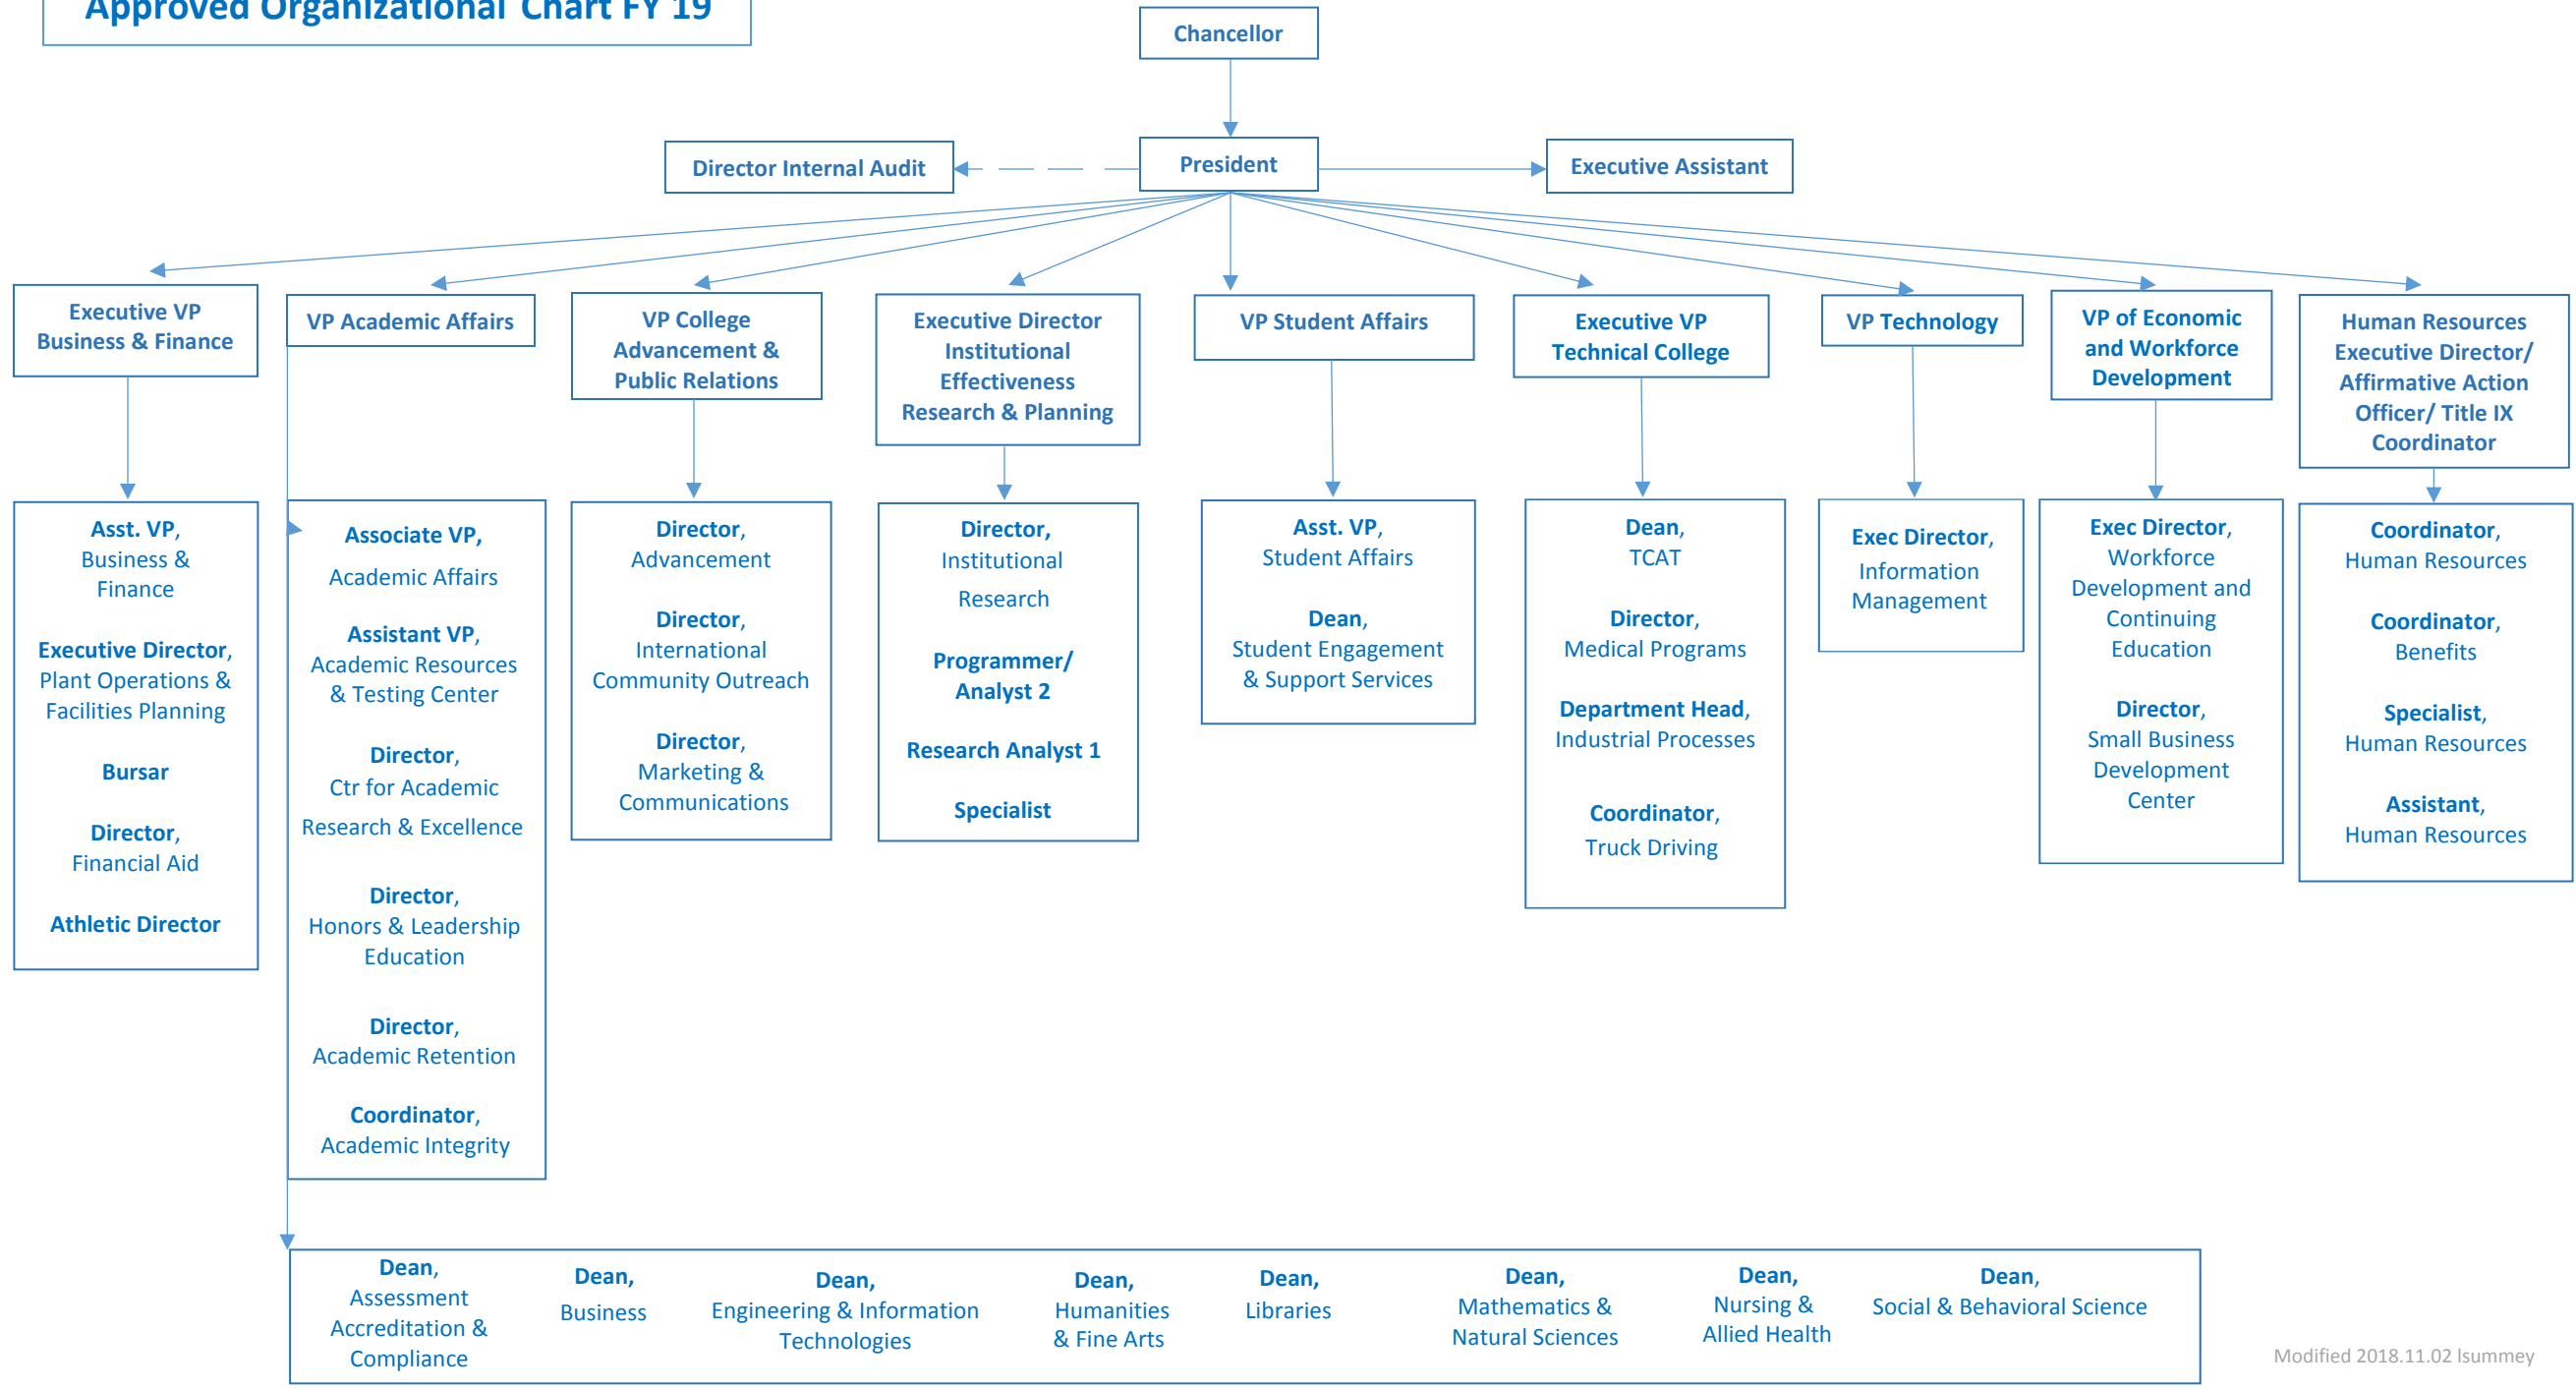 Approved Organizational Chart FY 19
Chancellor
Director Internal Audit
President
Executive Assistant
Executive VP
Business & Finance
VP Academic Affairs
VP College
Advancement &
Public Relations
Executive Director
Institutional
Effectiveness
Research & Planning
VP Student Affairs
Executive VP
Technical College
VP Technology
VP of Economic
and Workforce
Development
Human Resources
Executive Director/
Affirmative Action
Officer/ Title IX
Coordinator
Asst. VP,
Business &
Finance
Executive Director,
Plant Operations &
Facilities Planning
Bursar
Director,
Financial Aid
Athletic Director
Associate VP,
Academic Affairs
Assistant VP,
Academic Resources
& Testing Center
Director,
Ctr for Academic
Research & Excellence
Director,
Honors & Leadership
Education
Director,
Academic Retention
Coordinator,
Academic Integrity
Director,
Advancement
Director,
International
Community Outreach
Director,
Marketing &
Communications
Director,
Institutional
Research
Programmer/
Analyst 2
Research Analyst 1
Specialist
Asst. VP,
Student Affairs
Dean,
Student Engagement
& Support Services
Dean,
TCAT
Director,
Medical Programs
Department Head,
Industrial Processes
Coordinator,
Truck Driving
Exec Director,
Information
Management
Exec Director,
Workforce
Development and
Continuing
Education
Director,
Small Business
Development
Center
Coordinator,
Human Resources
Coordinator,
Benefits
Specialist,
Human Resources
Assistant,
Human Resources
Dean,
Assessment
Accreditation &
Compliance
Dean,
Business
Dean,
Engineering & Information
Technologies
Dean,
Humanities
& Fine Arts
Dean,
Libraries
Dean,
Mathematics &
Natural Sciences
Dean,
Nursing &
Allied Health
Dean,
Social & Behavioral Science
Modified 2018.11.02 lsummey